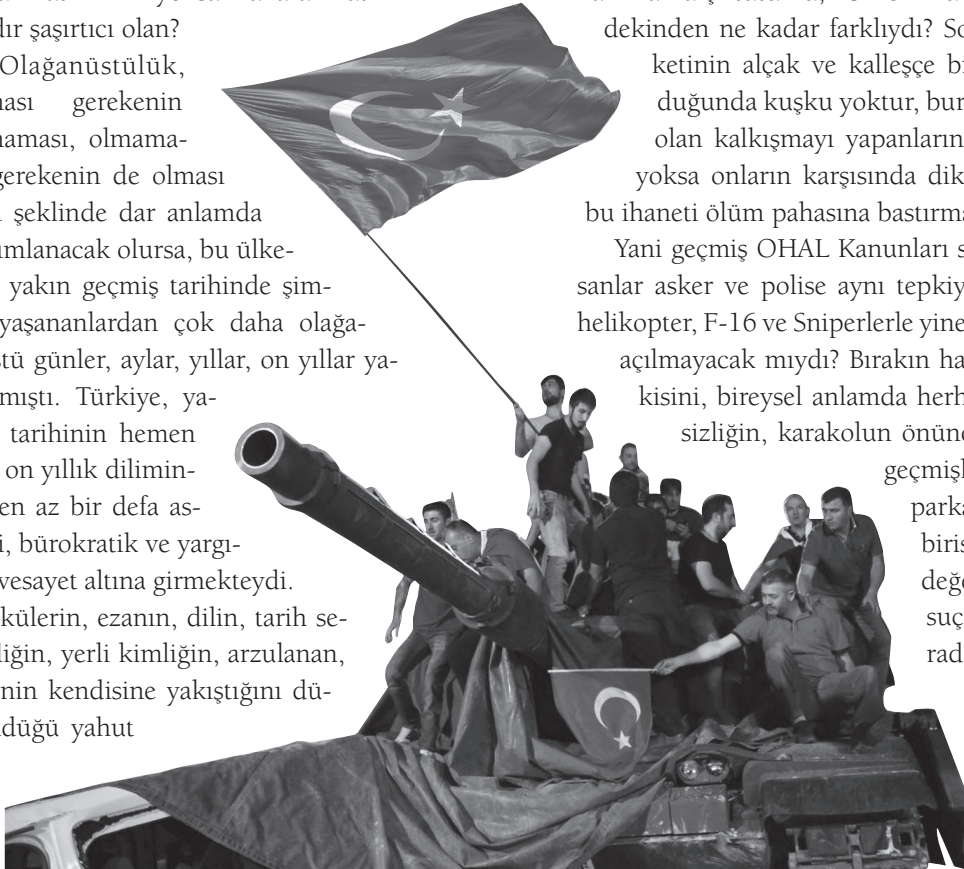 dır şaşırtıcı olan?
Olağanüstülük,
ması gerekenin
maması, olmama-
gerekenin de olması
şeklinde dar anlamda
ımlanacak olursa, bu ülke-
yakın geçmiş tarihinde şim-
yaşananlardan çok daha olağa-
stü günler, aylar, yıllar, on yıllar ya-
mıştı. Türkiye, ya-
tarihinin hemen
on yıllık dilimin-
en az bir defa as-
i, bürokratik ve yargı-
vesayet altına girmekteydi.
külerin, ezanın, dilin, tarih se-
liğin, yerli kimliğin, arzulanan,
nin kendisine yakıştığını dü-
düğü yahut
dekinden ne kadar farklıydı? So
ketinin alçak ve kalleşçe bi
duğunda kuşku yoktur, bur
olan kalkışmayı yapanların
yoksa onların karşısında dik
bu ihaneti ölüm pahasına bastırma
Yani geçmiş OHAL Kanunları s
sanlar asker ve polise aynı tepkiy
helikopter, F-16 ve Sniperlerle yine
açılmayacak mıydı? Bırakın ha
kisini, bireysel anlamda herh
sizliğin, karakolun önünd
geçmişl
parka
biris
değe
suç
rad